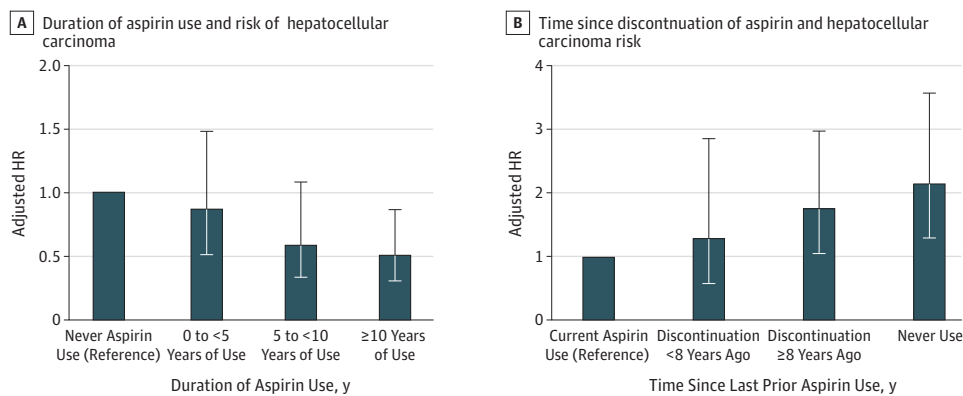 A Duration of aspirin use and risk of hepatocellular
carcinoma
2.0
1.5
1.0
0.5
0
Adjusted HR
Never Aspirin
Use (Reference)
0 to <5
Years of Use
5 to <10
Years of Use
≥10 Years
of Use
Duration of Aspirin Use, y
B Time since discontnuation of aspirin and hepatocellular
carcinoma risk
4
3
2
1
0
Adjusted HR
Current Aspirin
Use (Reference)
Discontinuation
<8 Years Ago
Discontinuation
≥8 Years Ago
Never Use
Time Since Last Prior Aspirin Use, y